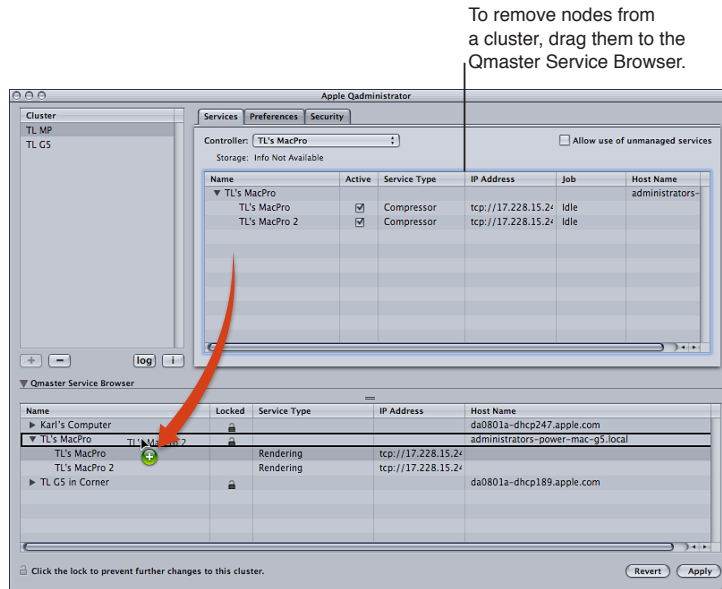 To remove nodes from
a cluster, drag them to the
Qmaster Service Browser.
Apple Qadministrator
Cluster
TL MP
TL G5
Services Preferences Security
Controller: TL's MacPro
Allow use of unmanaged services
Storage: Info Not Available
Name Active Service Type IP Address Job Host Name
TL's MacPro administrators-
TL's MacPro Compressor tcp://17.228.15.24 Idle
TL's MacPro 2 Compressor tcp://17.228.15.24 Idle
+ − log i
Qmaster Service Browser
Name Locked Service Type IP Address Host Name
Karl's Computer da0801a-dhcp247.apple.com
TL's MacPro TL's MacPro 2 administrators-power-mac-g5.local
TL's MacPro Rendering tcp://17.228.15.24
TL's MacPro 2 Rendering tcp://17.228.15.24
TL G5 in Corner da0801a-dhcp189.apple.com
Click the lock to prevent further changes to this cluster.
Revert Apply